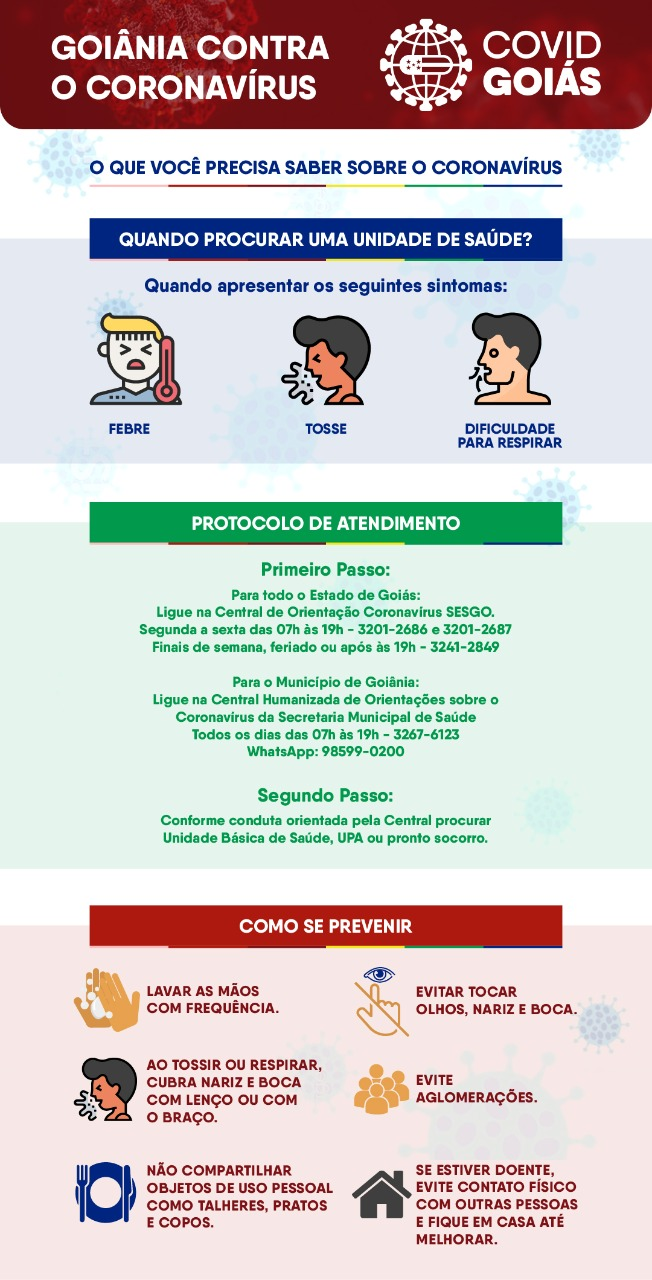 GOIÂNIA CONTRA
O CORONAVÍRUS
COVID
GOIÁS
O QUE VOCÊ PRECISA SABER SOBRE O CORONAVÍRUS
QUANDO PROCURAR UMA UNIDADE DE SAÚDE?
Quando apresentar os seguintes sintomas:
FEBRE
TOSSE
DIFICULDADE
PARA RESPIRAR
PROTOCOLO DE ATENDIMENTO
Primeiro Passo:
Para todo o Estado de Goiás:
Ligue na Central de Orientação Coronavírus SESGO.
Segunda a sexta das 07h às 19h - 3201-2686 e 3201-2687
Finais de semana, feriado ou após às 19h - 3241-2849
Para o Município de Goiânia:
Ligue na Central Humanizada de Orientações sobre o
Coronavírus da Secretaria Municipal de Saúde
Todos os dias das 07h às 19h - 3267-6123
WhatsApp: 98599-0200
Segundo Passo:
Conforme conduta orientada pela Central procurar
Unidade Básica de Saúde, UPA ou pronto socorro.
COMO SE PREVENIR
LAVAR AS MÃOS
COM FREQUÊNCIA.
EVITAR TOCAR
OLHOS, NARIZ E BOCA.
AO TOSSIR OU RESPIRAR,
CUBRA NARIZ E BOCA
COM LENÇO OU COM
O BRAÇO.
EVITE
AGLOMERAÇÕES.
NÃO COMPARTILHAR
OBJETOS DE USO PESSOAL
COMO TALHERES, PRATOS
E COPOS.
SE ESTIVER DOENTE,
EVITE CONTATO FÍSICO
COM OUTRAS PESSOAS
E FIQUE EM CASA ATÉ
MELHORAR.